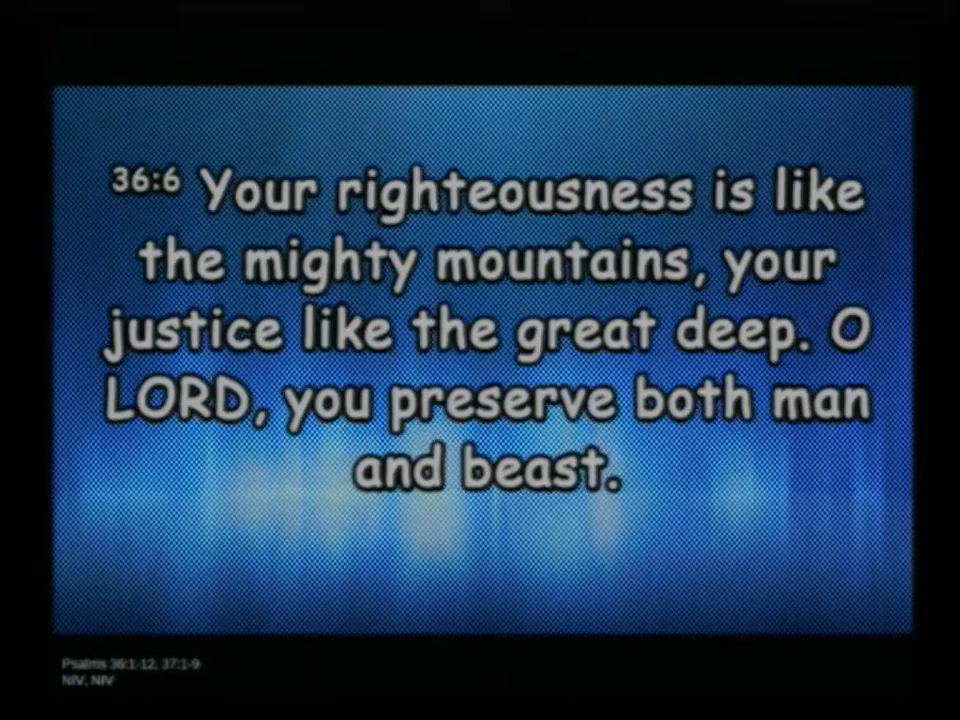 36:6 Your righteousness is like
the mighty mountains, your
justice like the great deep. O
LORD, you preserve both man
and beast.
Psalms 36:1-12, 37:1-9
NIV, NIV